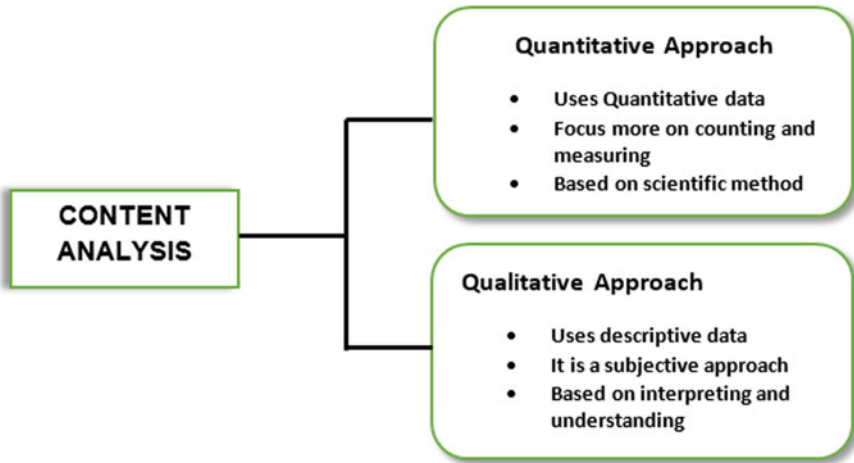 CONTENT
ANALYSIS
Quantitative Approach
• Uses Quantitative data
• Focus more on counting and
measuring
• Based on scientific method
Qualitative Approach
• Uses descriptive data
• It is a subjective approach
• Based on interpreting and
understanding